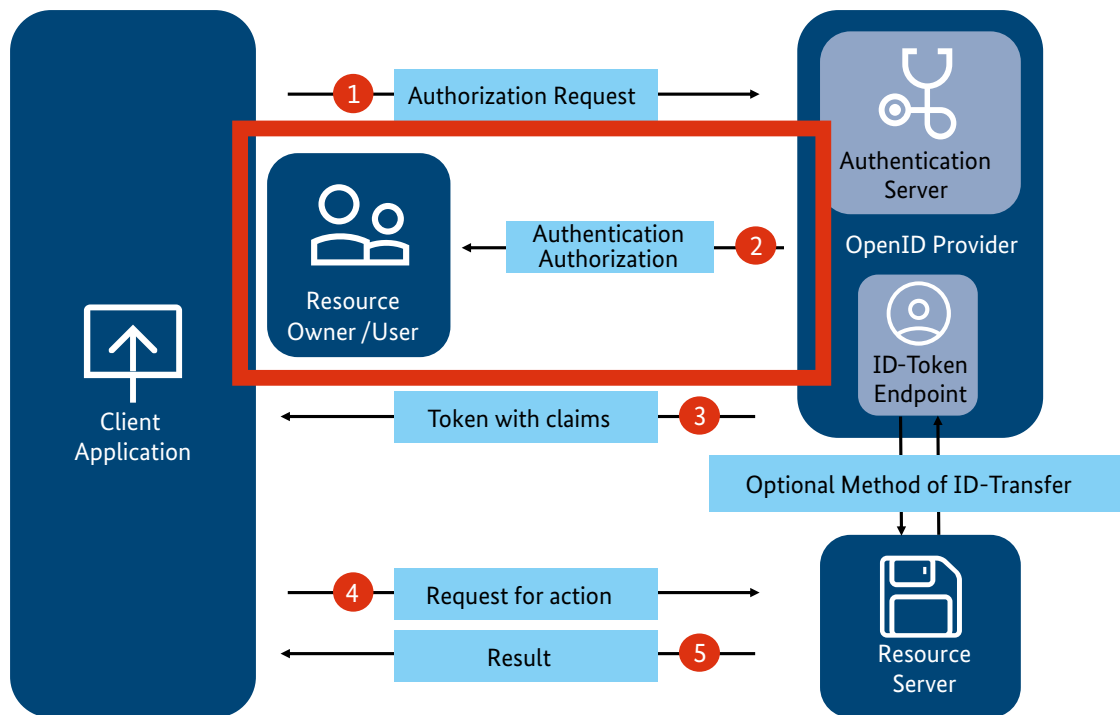 1
Authorization Request
Authentication
Server
OpenID Provider
Resource
Owner /User
Authentication
Authorization
2
ID-Token
Endpoint
Client
Application
Token with claims
3
Optional Method of ID-Transfer
4
Request for action
Result
5
Resource
Server